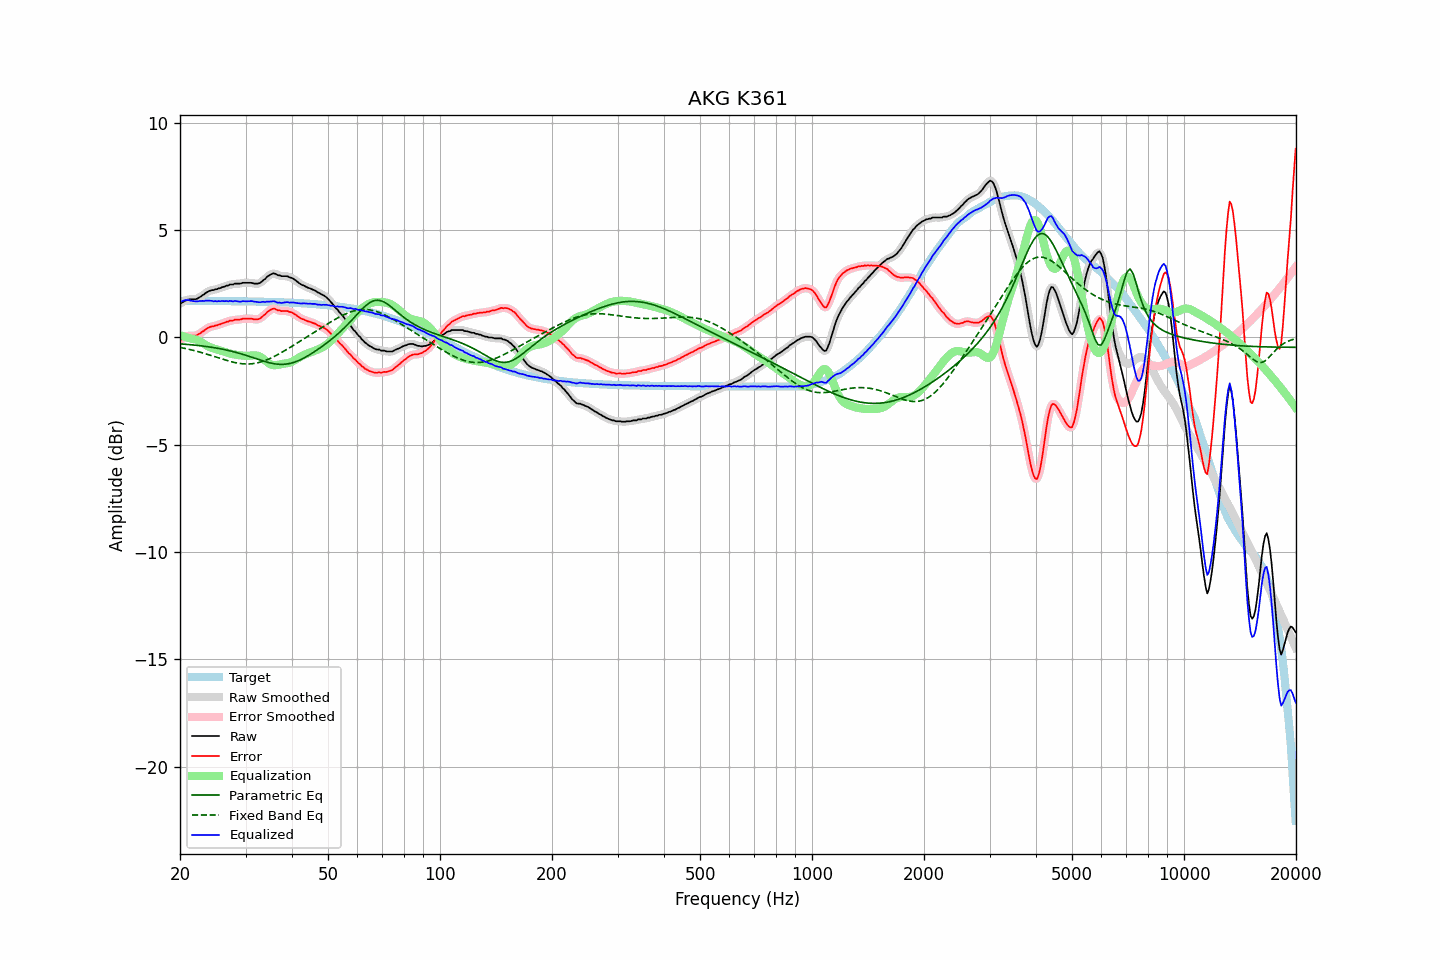 AKG K361
10
5
0
−5
−10
−15
−20
Amplitude (dBr)
Target
Raw Smoothed
Error Smoothed
Raw
Error
Equalization
Parametric Eq
Fixed Band Eq
Equalized
20 50 100 200 500 1000 2000 5000 10000 20000
Frequency (Hz)